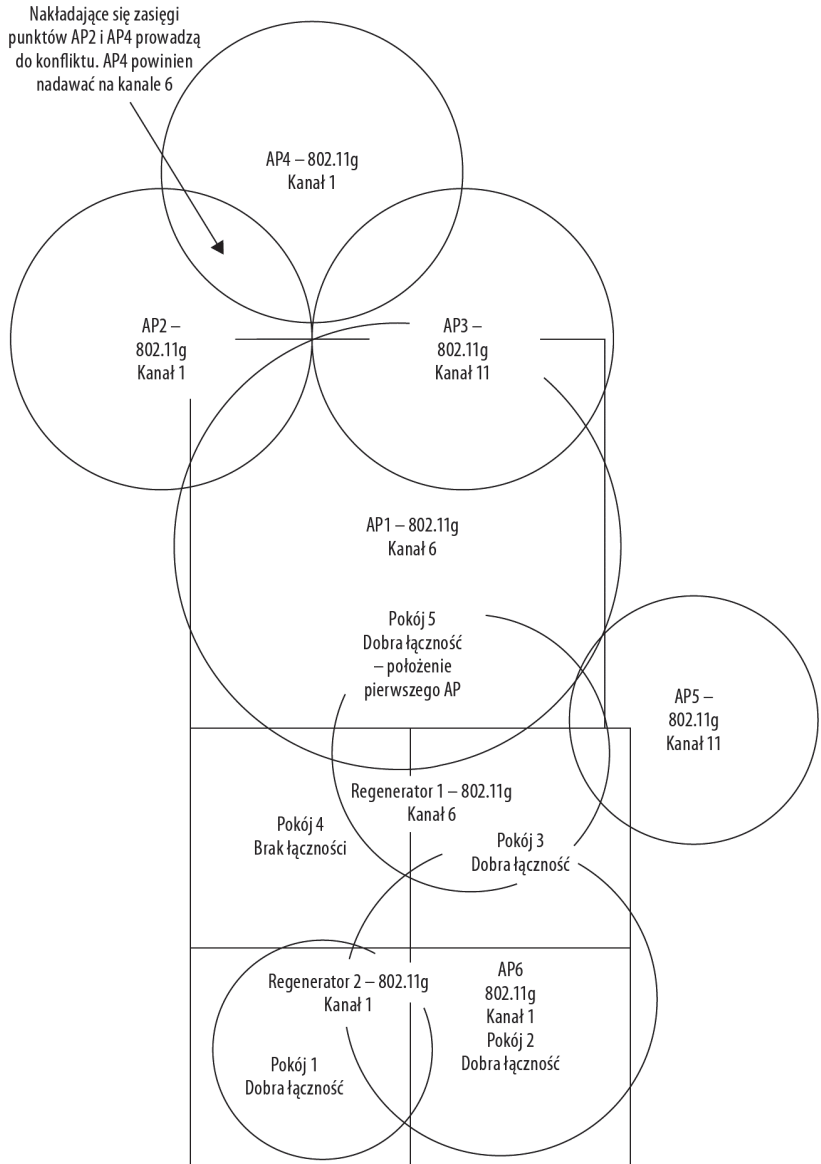 Nakładające się zasięgi
punktów AP2 i AP4 prowadzą
do konfliktu. AP4 powinien
nadawać na kanale 6
AP4 – 802.11g
Kanał 1
AP2 –
802.11g
Kanał 1
AP3 –
802.11g
Kanał 11
AP1 – 802.11g
Kanał 6
Pokój 5
Dobra łączność
– położenie
pierwszego AP
AP5 –
802.11g
Kanał 11
Regenerator 1 – 802.11g
Kanał 6
Pokój 4
Brak łączności
Pokój 3
Dobra łączność
Regenerator 2 – 802.11g
Kanał 1
AP6
802.11g
Kanał 1
Pokój 2
Dobra łączność
Pokój 1
Dobra łączność